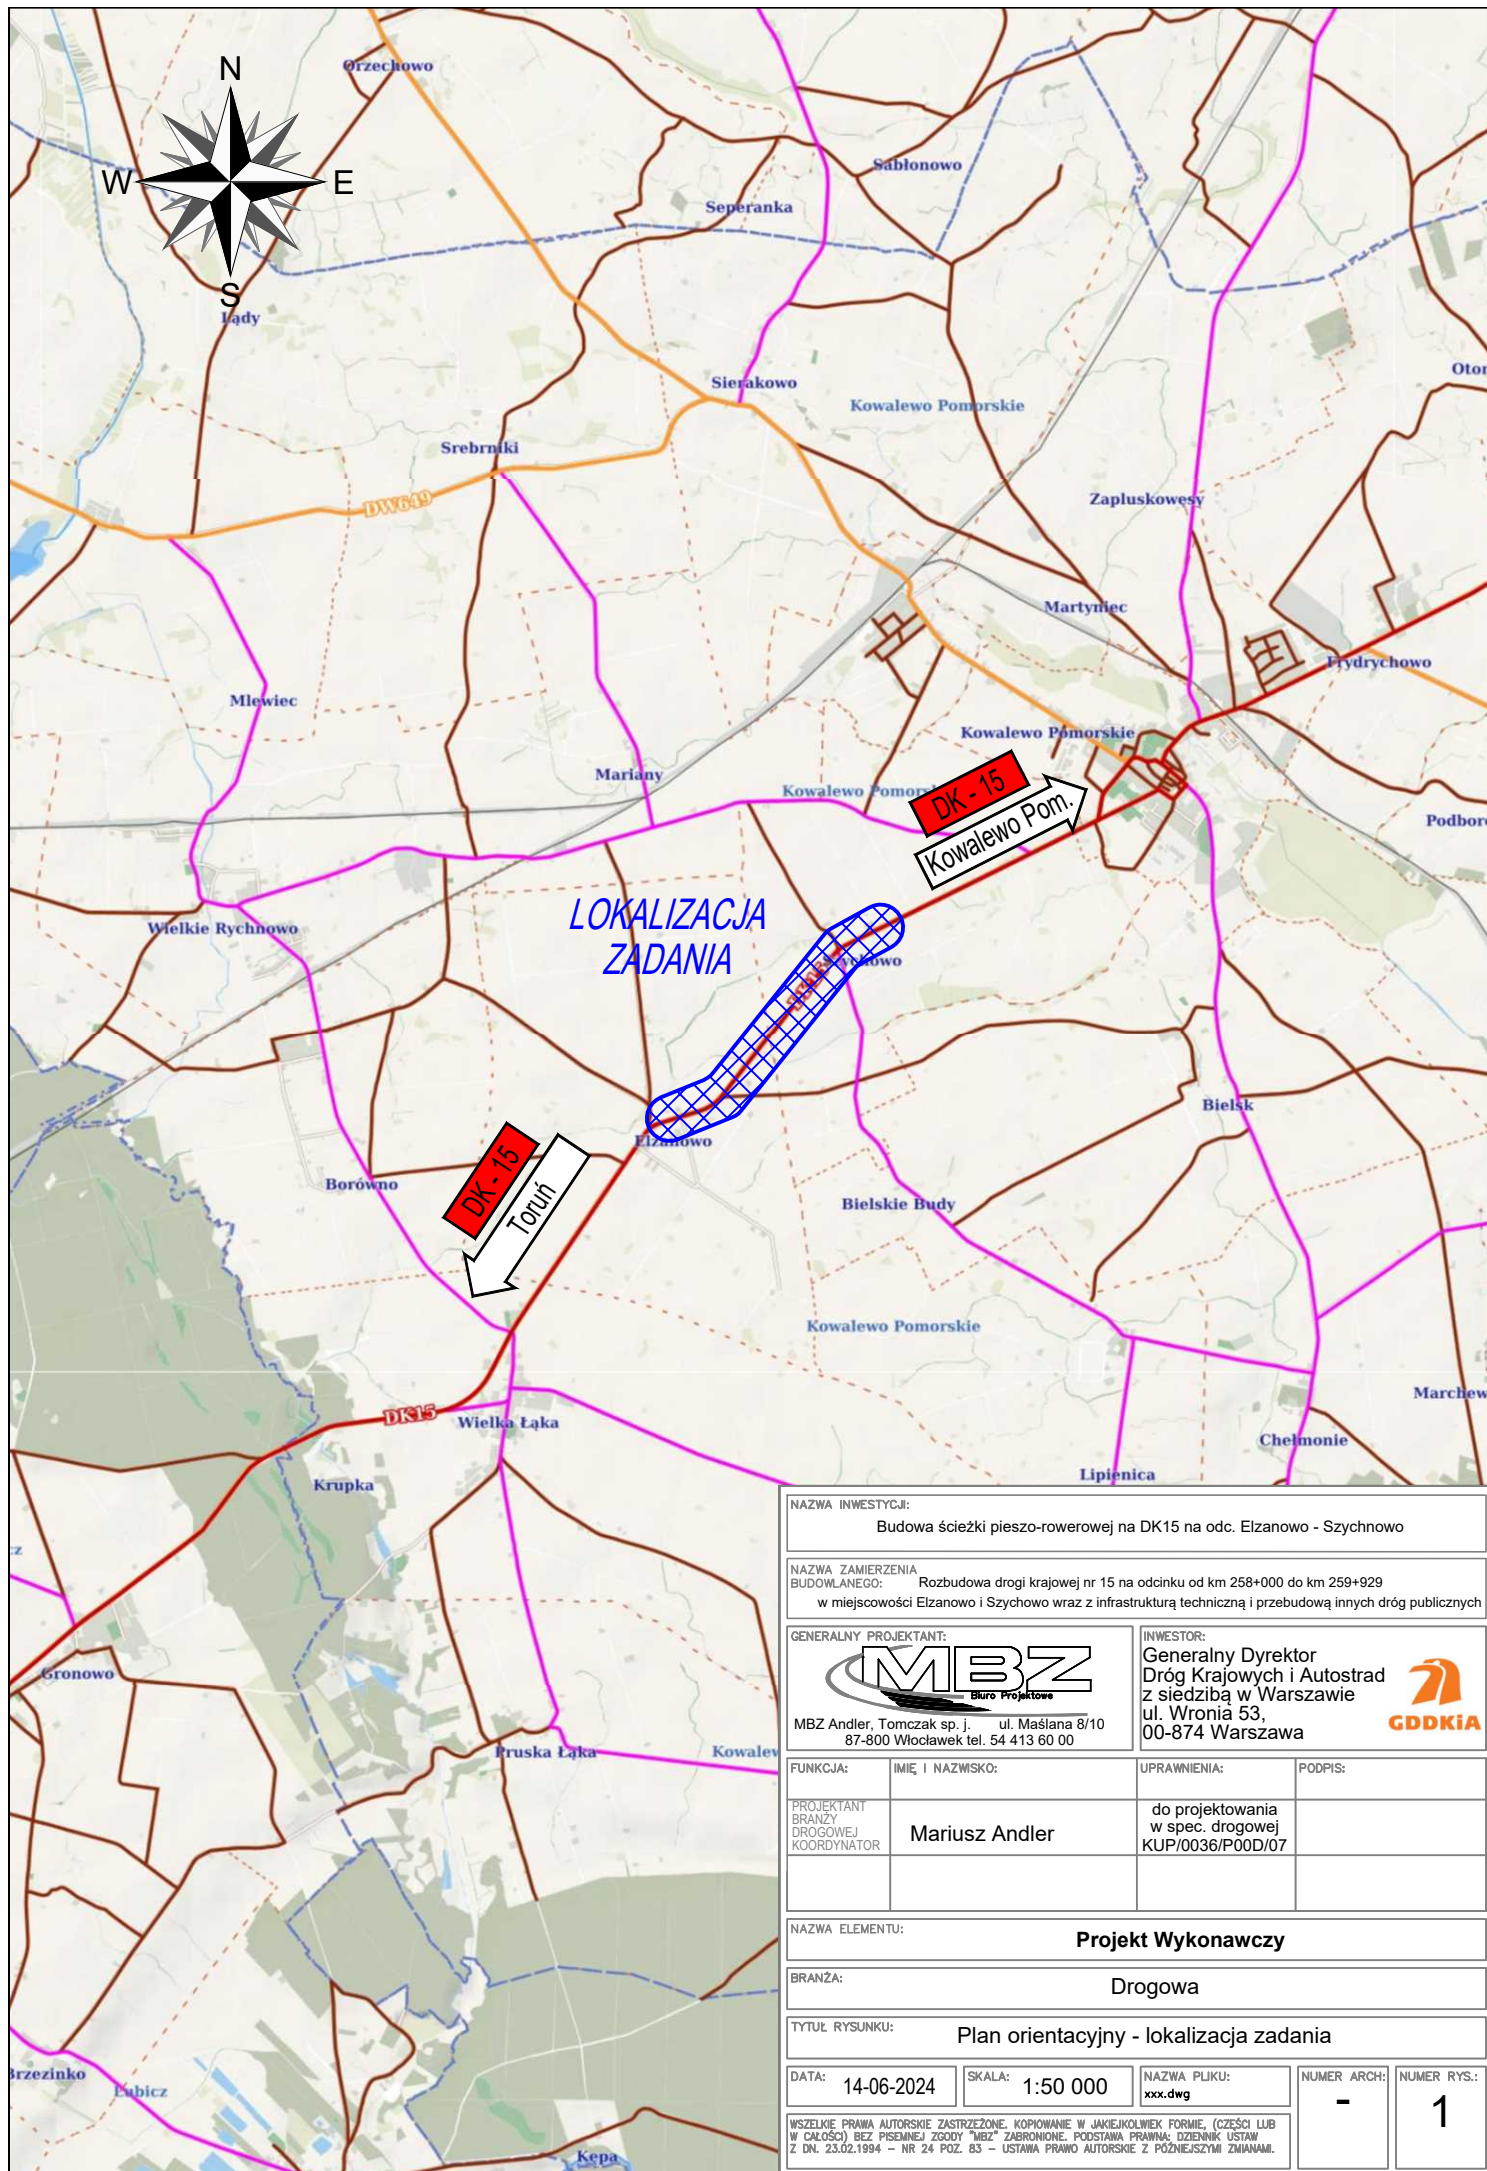 N
W
E
S
Orzechowo
Sabłonowo
Seperanka
Lądy
Sierakowo
Kowalewo Pomorskie
Srebrniki
DW649
Zapluskowesy
Martyniec
Frydrychowo
Mlewiec
Kowalewo Pomorskie
Mariany
DK - 15
Kowalewo Pom.
LOKALIZACJA
ZADANIA
Wielkie Rychnowo
Bielsk
Elzanowo
DK - 15
Toruń
Borówno
Bielskie Budy
Kowalewo Pomorskie
DK15
Wielka Łąka
Chełmonie
Krupka
Lipienica
Gronowo
Pruska Łąka
Brzezinko
Lubicz
Kępa
NAZWA INWESTYCJI:
Budowa ścieżki pieszo-rowerowej na DK15 na odc. Elzanowo - Szychnowo
NAZWA ZAMIERZENIA
BUDOWLANEGO: Rozbudowa drogi krajowej nr 15 na odcinku od km 258+000 do km 259+929
w miejscowości Elzanowo i Szychowo wraz z infrastrukturą techniczną i przebudową innych dróg publicznych
GENERALNY PROJEKTANT:
MBZ
Biuro Projektowe
MBZ Andler, Tomczak sp. j. ul. Maślana 8/10
87-800 Włocławek tel. 54 413 60 00
INWESTOR:
Generalny Dyrektor
Dróg Krajowych i Autostrad
z siedzibą w Warszawie
ul. Wronia 53,
00-874 Warszawa
GDDKiA
FUNKCJA: IMIĘ I NAZWISKO: UPRAWNIENIA: PODPIS:
PROJEKTANT
BRANŻY
DROGOWEJ
KOORDYNATOR
Mariusz Andler
do projektowania
w spec. drogowej
KUP/0036/P00D/07
NAZWA ELEMENTU:
Projekt Wykonawczy
BRANŻA:
Drogowa
TYTUŁ RYSUNKU:
Plan orientacyjny - lokalizacja zadania
DATA: 14-06-2024
SKALA: 1:50 000
NAZWA PLIKU:
xxx.dwg
NUMER ARCH:
-
NUMER RYS.:
1
WSZELKIE PRAWA AUTORSKIE ZASTRZEŻONE. KOPIOWANIE W JAKIEJKOLWIEK FORMIE, (CZĘŚCI LUB
W CAŁOŚCI) BEZ PISEMNEJ ZGODY "MBZ" ZABRONIONE. PODSTAWA PRAWNA: DZIENNIK USTAW
Z DN. 23.02.1994 – NR 24 POZ. 83 – USTAWA PRAWO AUTORSKIE Z PÓŹNIEJSZYMI ZMIANAMI.